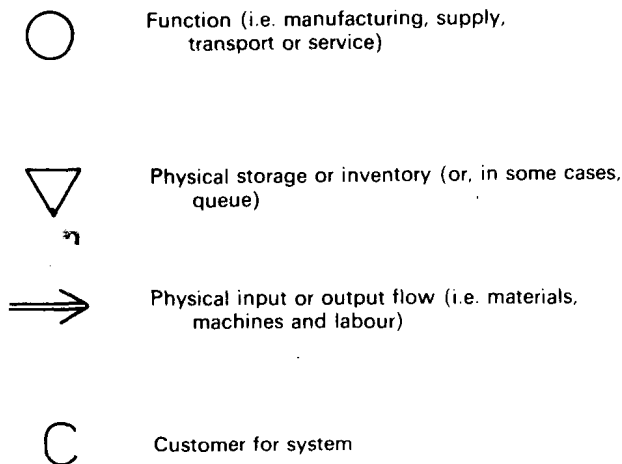 Function (i.e. manufacturing, supply,
transport or service)
Physical storage or inventory (or, in some cases,
queue)
Physical input or output flow (i.e. materials,
machines and labour)
C
Customer for system